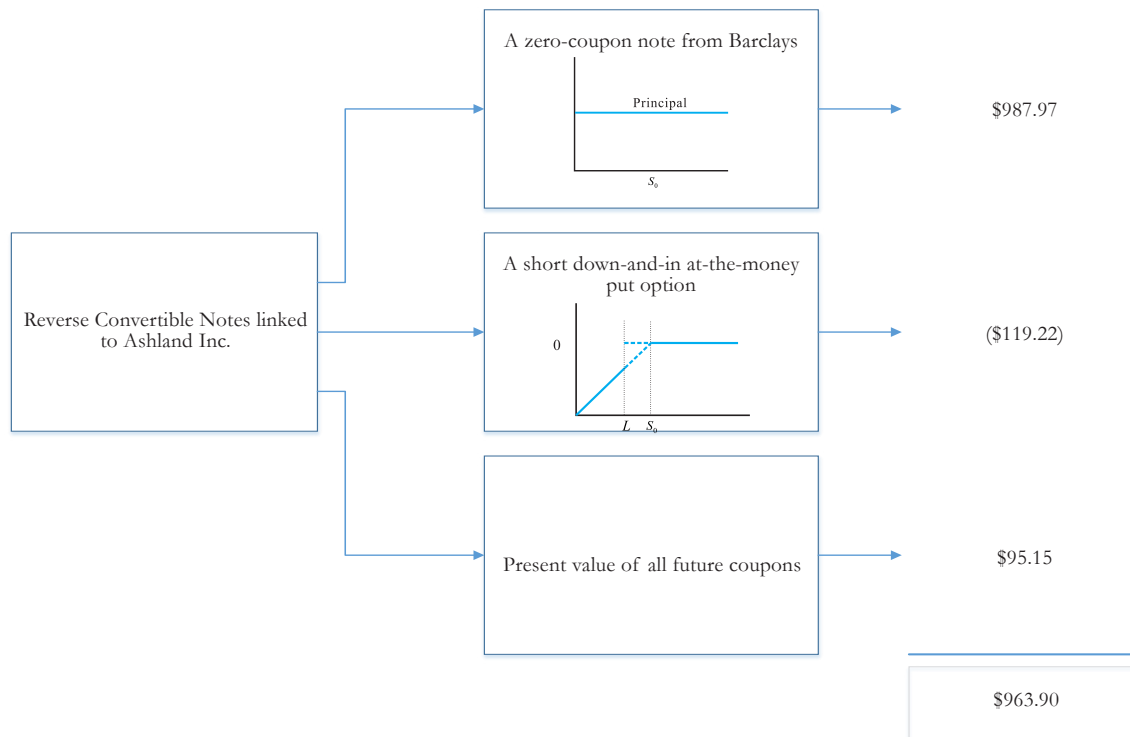 A zero-coupon note from Barclays
Principal
S₀
$987.97
Reverse Convertible Notes linked
to Ashland Inc.
A short down-and-in at-the-money
put option
0
L S₀
($119.22)
Present value of all future coupons
$95.15
$963.90